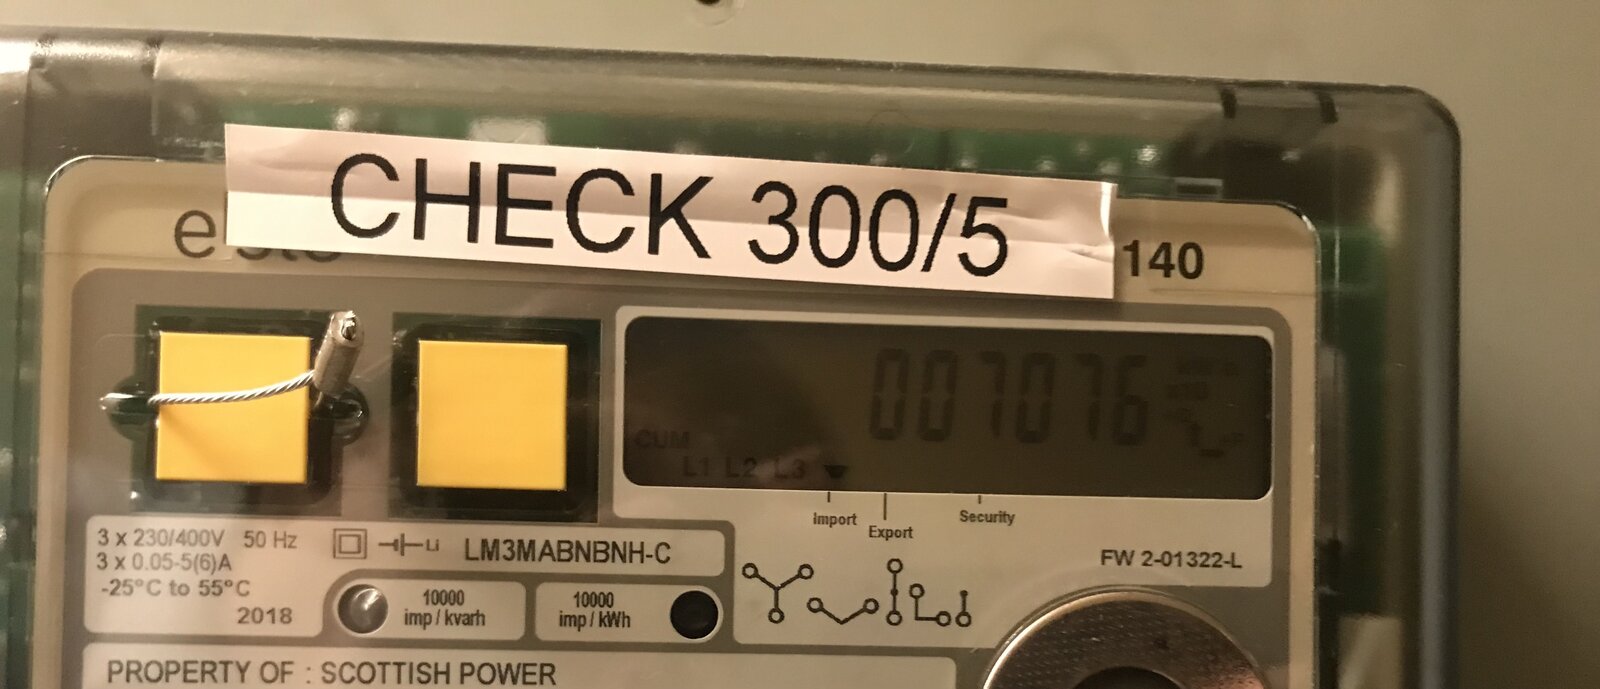 CHECK 300/5
140
007076
CUM
L1 L2 L3
Import
Export
Security
3 x 230/400V 50 Hz
3 x 0.05-5(6)A
-25°C to 55°C
2018
Li
LM3MABNBNH-C
10000
imp / kvarh
10000
imp / kWh
FW 2-01322-L
PROPERTY OF : SCOTTISH POWER